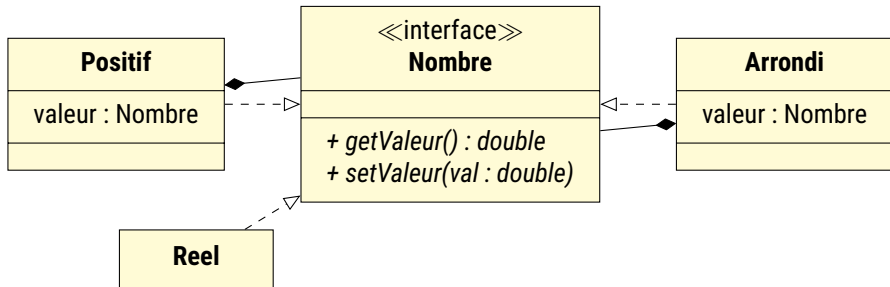 Positif
valeur : Nombre
≪interface≫
Nombre
+ getValeur() : double
+ setValeur(val : double)
Arrondi
valeur : Nombre
Reel